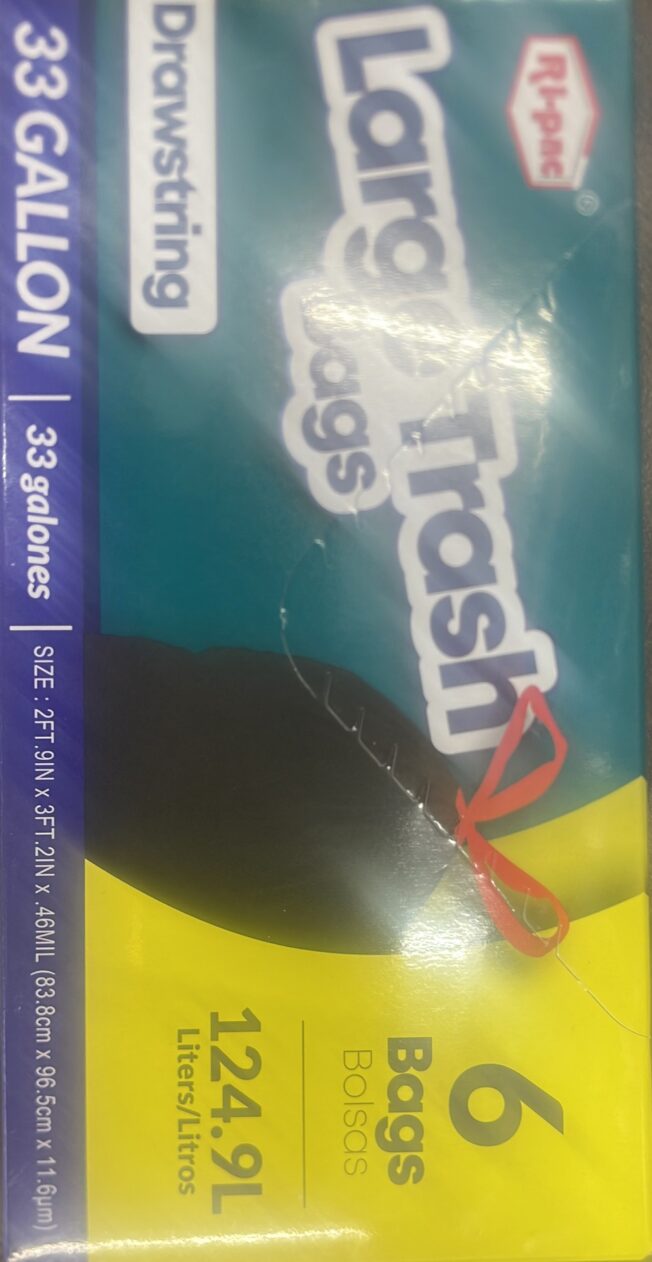 RI-pac
®
Large Trash
Bags
Drawstring
6
Bags
Bolsas
124.9L
Liters/Litros
33 GALLON | 33 galones | SIZE : 2FT.9IN x 3FT.2IN x .46MIL (83.8cm x 96.5cm x 11.6µm)